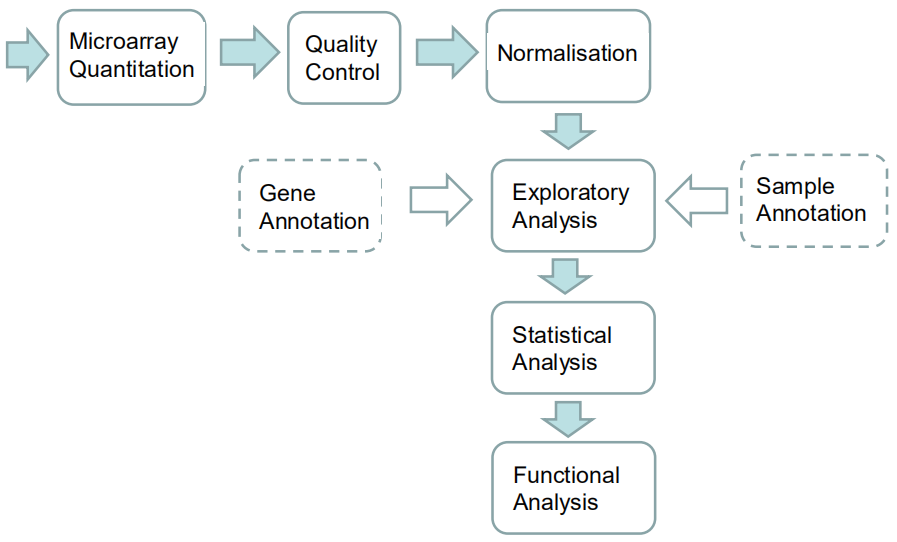 Microarray
Quantitation
Quality
Control
Normalisation
Gene
Annotation
Exploratory
Analysis
Sample
Annotation
Statistical
Analysis
Functional
Analysis